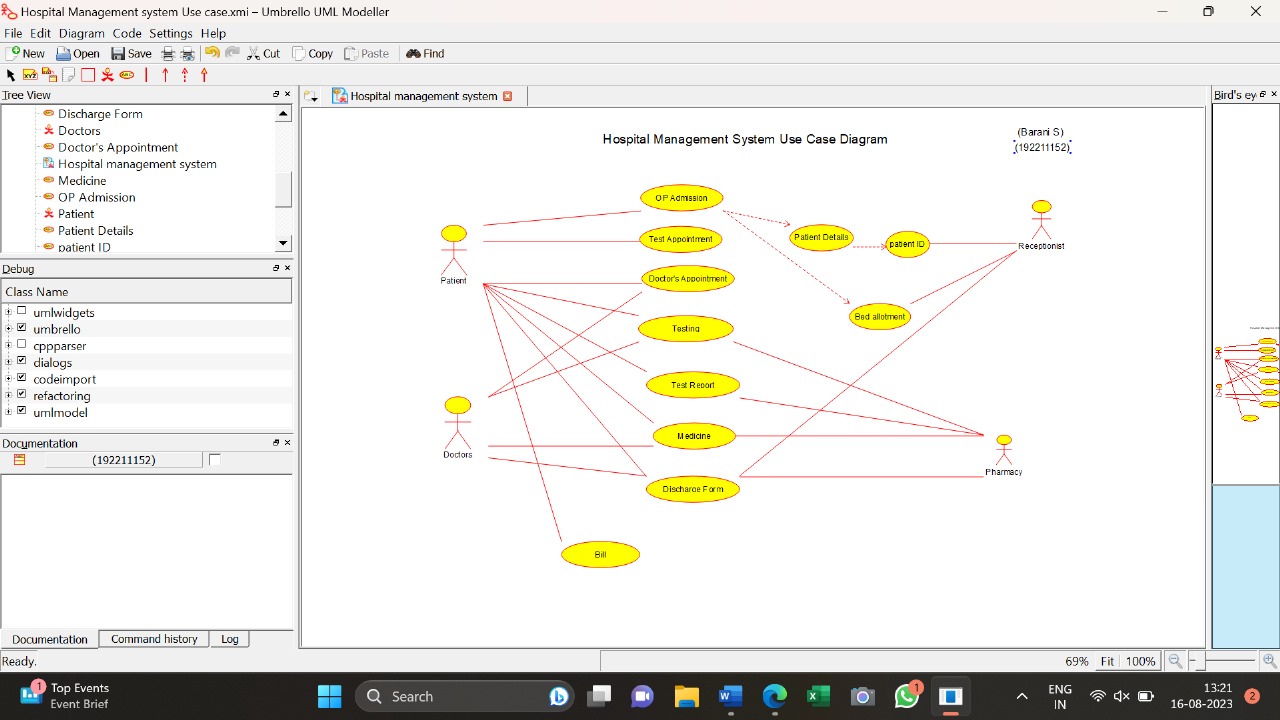 Hospital Management system Use case.xmi – Umbrello UML Modeller
File Edit Diagram Code Settings Help
New Open Save Cut Copy Paste Find
Tree View
Discharge Form
Doctors
Doctor's Appointment
Hospital management system
Medicine
OP Admission
Patient
Patient Details
patient ID
Debug
Class Name
umlwidgets
umbrello
cppparser
dialogs
codeimport
refactoring
umlmodel
Documentation
(192211152)
Documentation Command history Log
Ready.
Hospital management system
Hospital Management System Use Case Diagram
(Barani S)
(192211152)
OP Admission
Test Appointment
Doctor's Appointment
Testing
Test Report
Medicine
Discharge Form
Bill
Patient
Doctors
Patient Details
patient ID
Bed allotment
Receptionist
Pharmacy
Bird's ey
69% Fit 100%
1
Top Events
Event Brief
Search
1
ENG
IN
13:21
16-08-2023
2